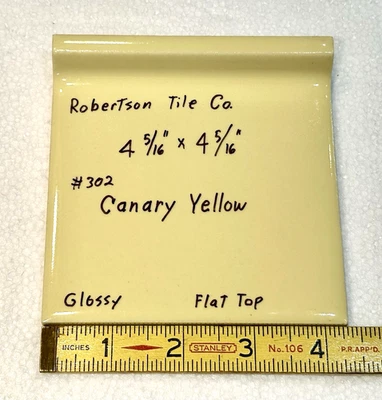 Robertson Tile Co.
4 5/16" x 4 5/16"
#302
Canary Yellow
Glossy Flat Top
INCHES 1 2 STANLEY 3 No. 106 4 P.R. APP'D.